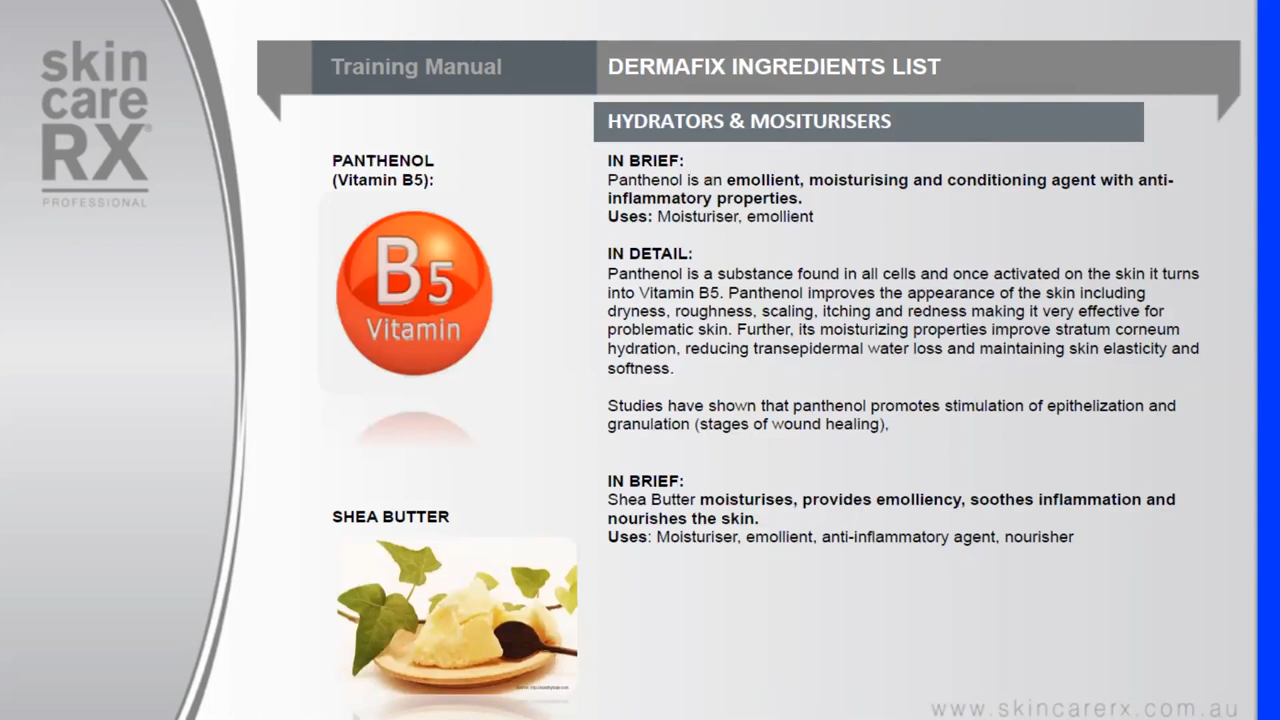 skin
care
RX®
PROFESSIONAL
Training Manual
DERMAFIX INGREDIENTS LIST
HYDRATORS & MOSITURISERS
PANTHENOL
(Vitamin B5):
B5
Vitamin
IN BRIEF:
Panthenol is an emollient, moisturising and conditioning agent with anti-
inflammatory properties.
Uses: Moisturiser, emollient
IN DETAIL:
Panthenol is a substance found in all cells and once activated on the skin it turns
into Vitamin B5. Panthenol improves the appearance of the skin including
dryness, roughness, scaling, itching and redness making it very effective for
problematic skin. Further, its moisturizing properties improve stratum corneum
hydration, reducing transepidermal water loss and maintaining skin elasticity and
softness.
Studies have shown that panthenol promotes stimulation of epithelization and
granulation (stages of wound healing),
SHEA BUTTER
IN BRIEF:
Shea Butter moisturises, provides emolliency, soothes inflammation and
nourishes the skin.
Uses: Moisturiser, emollient, anti-inflammatory agent, nourisher
www.skincarerx.com.au